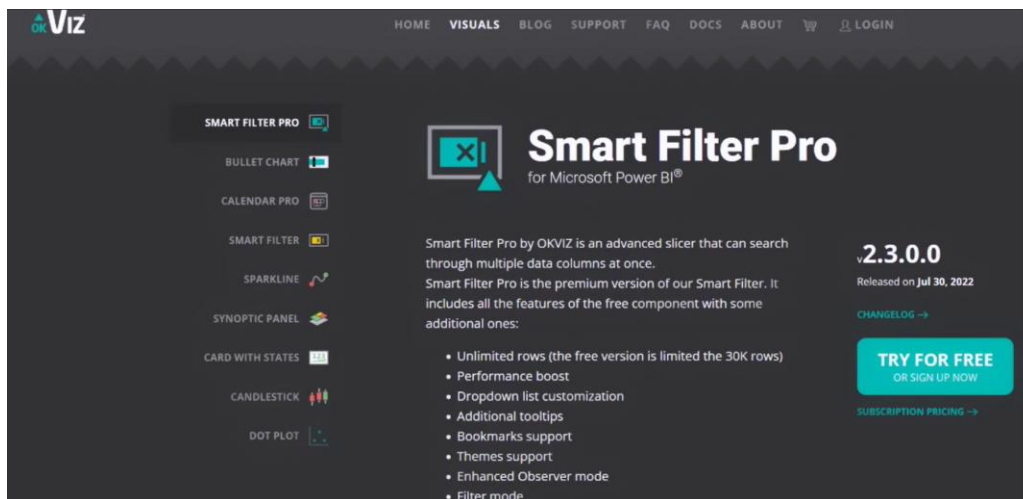 OKVIZ
HOME VISUALS BLOG SUPPORT FAQ DOCS ABOUT LOGIN
SMART FILTER PRO
BULLET CHART
CALENDAR PRO
SMART FILTER
SPARKLINE
SYNOPTIC PANEL
CARD WITH STATES
CANDLESTICK
DOT PLOT
Smart Filter Pro
for Microsoft Power BI®
Smart Filter Pro by OKVIZ is an advanced slicer that can search
through multiple data columns at once.
Smart Filter Pro is the premium version of our Smart Filter. It
includes all the features of the free component with some
additional ones:
• Unlimited rows (the free version is limited the 30K rows)
• Performance boost
• Dropdown list customization
• Additional tooltips
• Bookmarks support
• Themes support
• Enhanced Observer mode
• Filter mode
v2.3.0.0
Released on Jul 30, 2022
CHANGELOG →
TRY FOR FREE
OR SIGN UP NOW
SUBSCRIPTION PRICING →